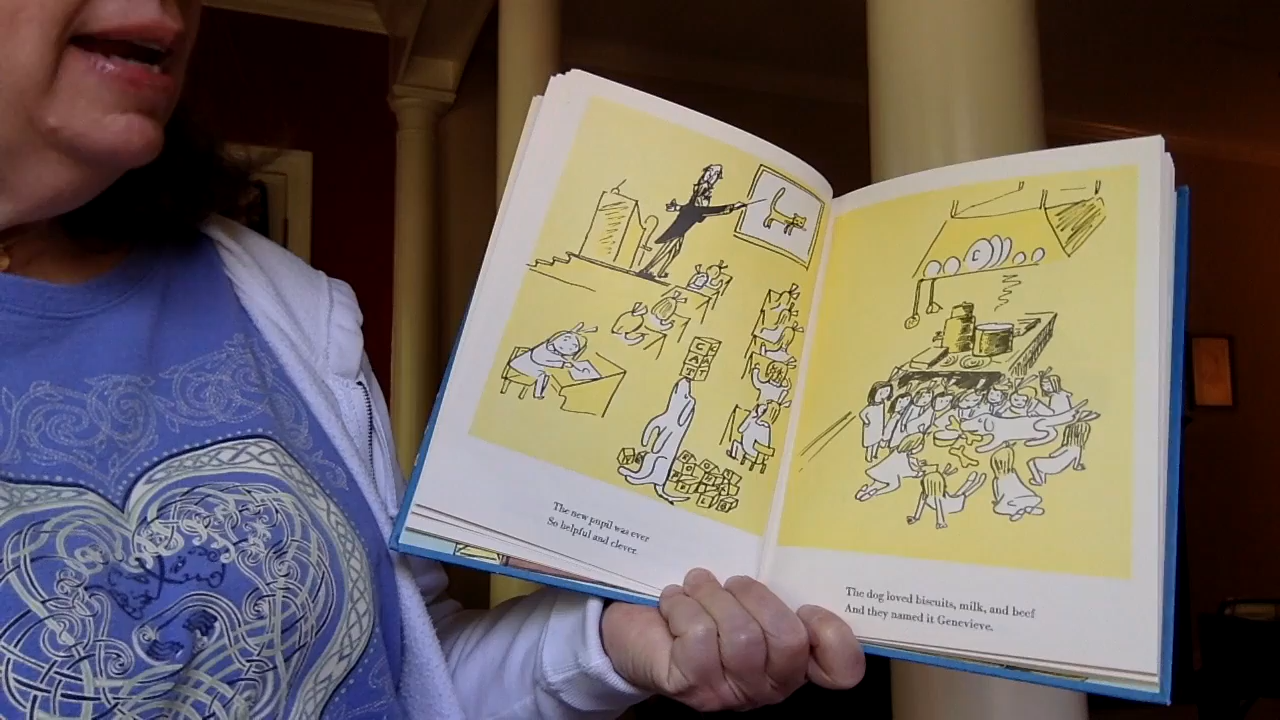 C
A
T
The new pupil was ever
So helpful and clever.
The dog loved biscuits, milk, and beef
And they named it Genevieve.